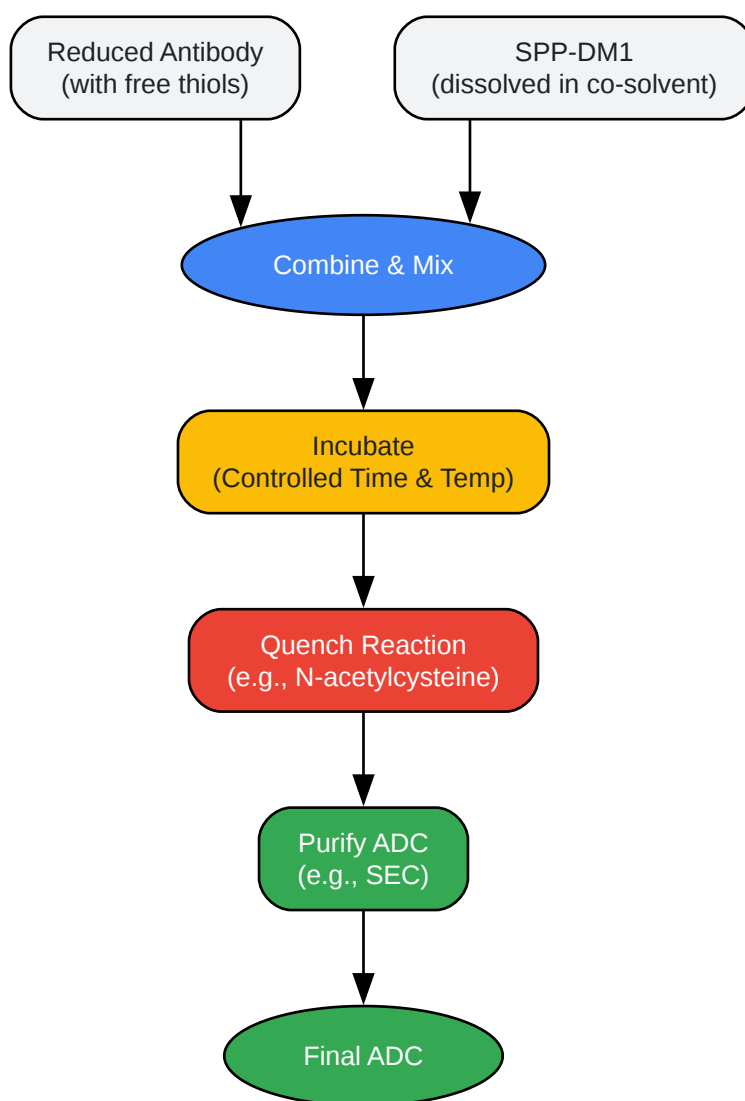 Reduced Antibody
(with free thiols)
SPP-DM1
(dissolved in co-solvent)
Combine & Mix
Incubate
(Controlled Time & Temp)
Quench Reaction
(e.g., N-acetylcysteine)
Purify ADC
(e.g., SEC)
Final ADC